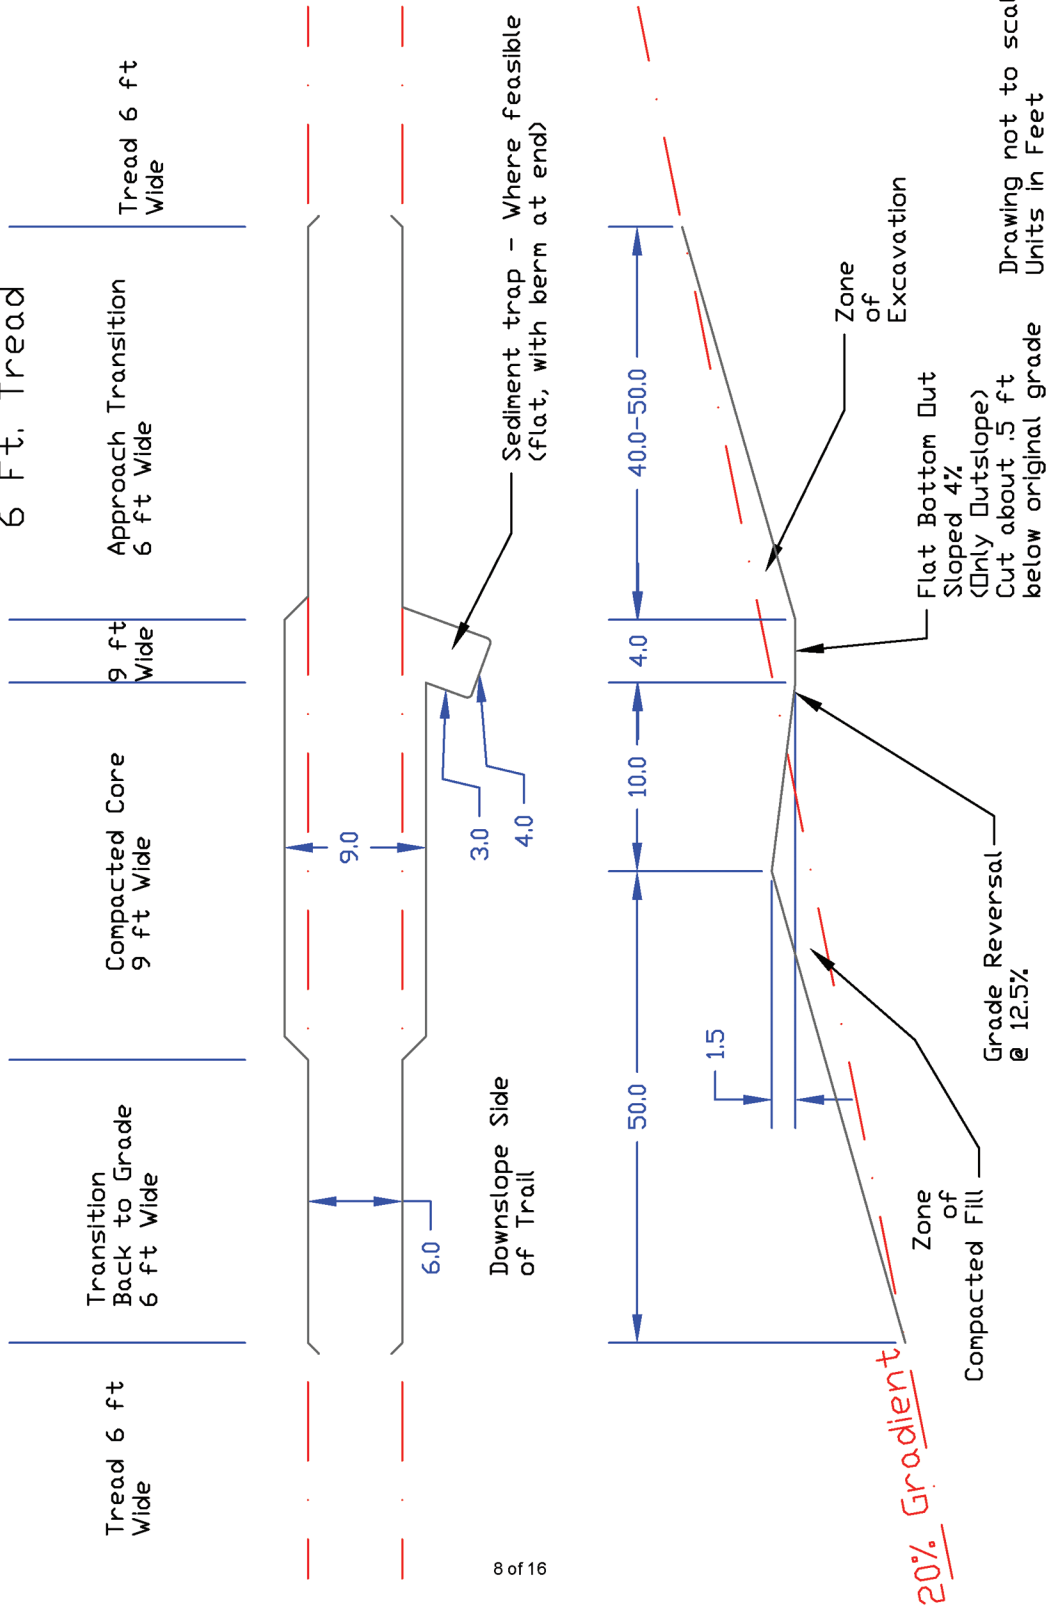 6 Ft. Tread
Tread 6 ft
Wide
Transition
Back to Grade
6 ft Wide
Compacted Core
9 ft Wide
9 ft
Wide
Approach Transition
6 ft Wide
Tread 6 ft
Wide
9.0
6.0
3.0
4.0
Sediment trap - Where feasible
(flat, with berm at end)
Downslope Side
of Trail
50.0
10.0
4.0
40.0-50.0
1.5
Zone
of
Excavation
Flat Bottom Out
Sloped 4%
(Only Outslope)
Cut about .5 ft
below original grade
Grade Reversal
@ 12.5%
Zone
of
Compacted Fill
20% Gradient
Drawing not to scal
Units in Feet
8 of 16